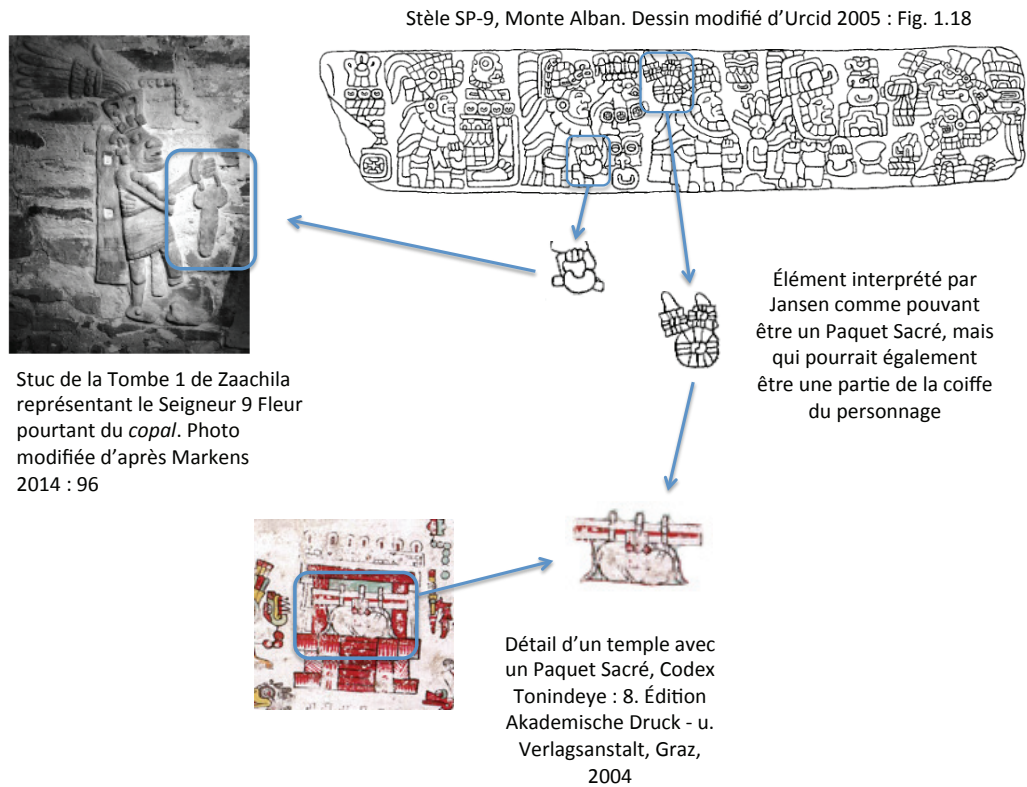 Stèle SP-9, Monte Alban. Dessin modifié d’Urcid 2005 : Fig. 1.18
Élément interprété par
Jansen comme pouvant
être un Paquet Sacré, mais
qui pourrait également
être une partie de la coiffe
du personnage
Stuc de la Tombe 1 de Zaachila
représentant le Seigneur 9 Fleur
pourtant du copal. Photo
modifiée d’après Markens
2014 : 96
Détail d’un temple avec
un Paquet Sacré, Codex
Tonindeye : 8. Édition
Akademische Druck - u.
Verlagsanstalt, Graz,
2004